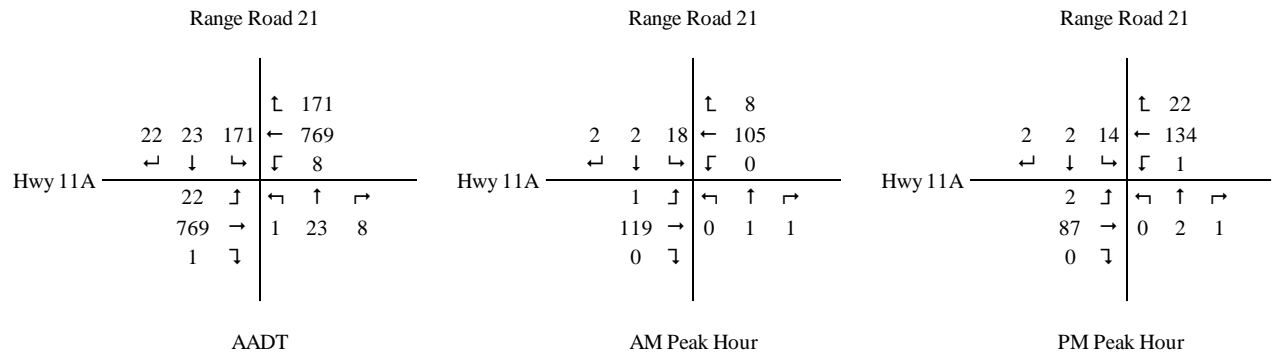 Range Road 21 Range Road 21 Range Road 21
↰ 171 ↰ 8 ↰ 22
22 23 171 ← 769 2 2 18 ← 105 2 2 14 ← 134
↵ ↓ ↳ ↲ 8 ↵ ↓ ↳ ↲ 0 ↵ ↓ ↳ ↲ 1
Hwy 11A Hwy 11A Hwy 11A
22 ↥ ↰ ↑ ↱ 1 ↥ ↰ ↑ ↱ 2 ↥ ↰ ↑ ↱
769 → 1 23 8 119 → 0 1 1 87 → 0 2 1
1 ↴ 0 ↴ 0 ↴
AADT AM Peak Hour PM Peak Hour